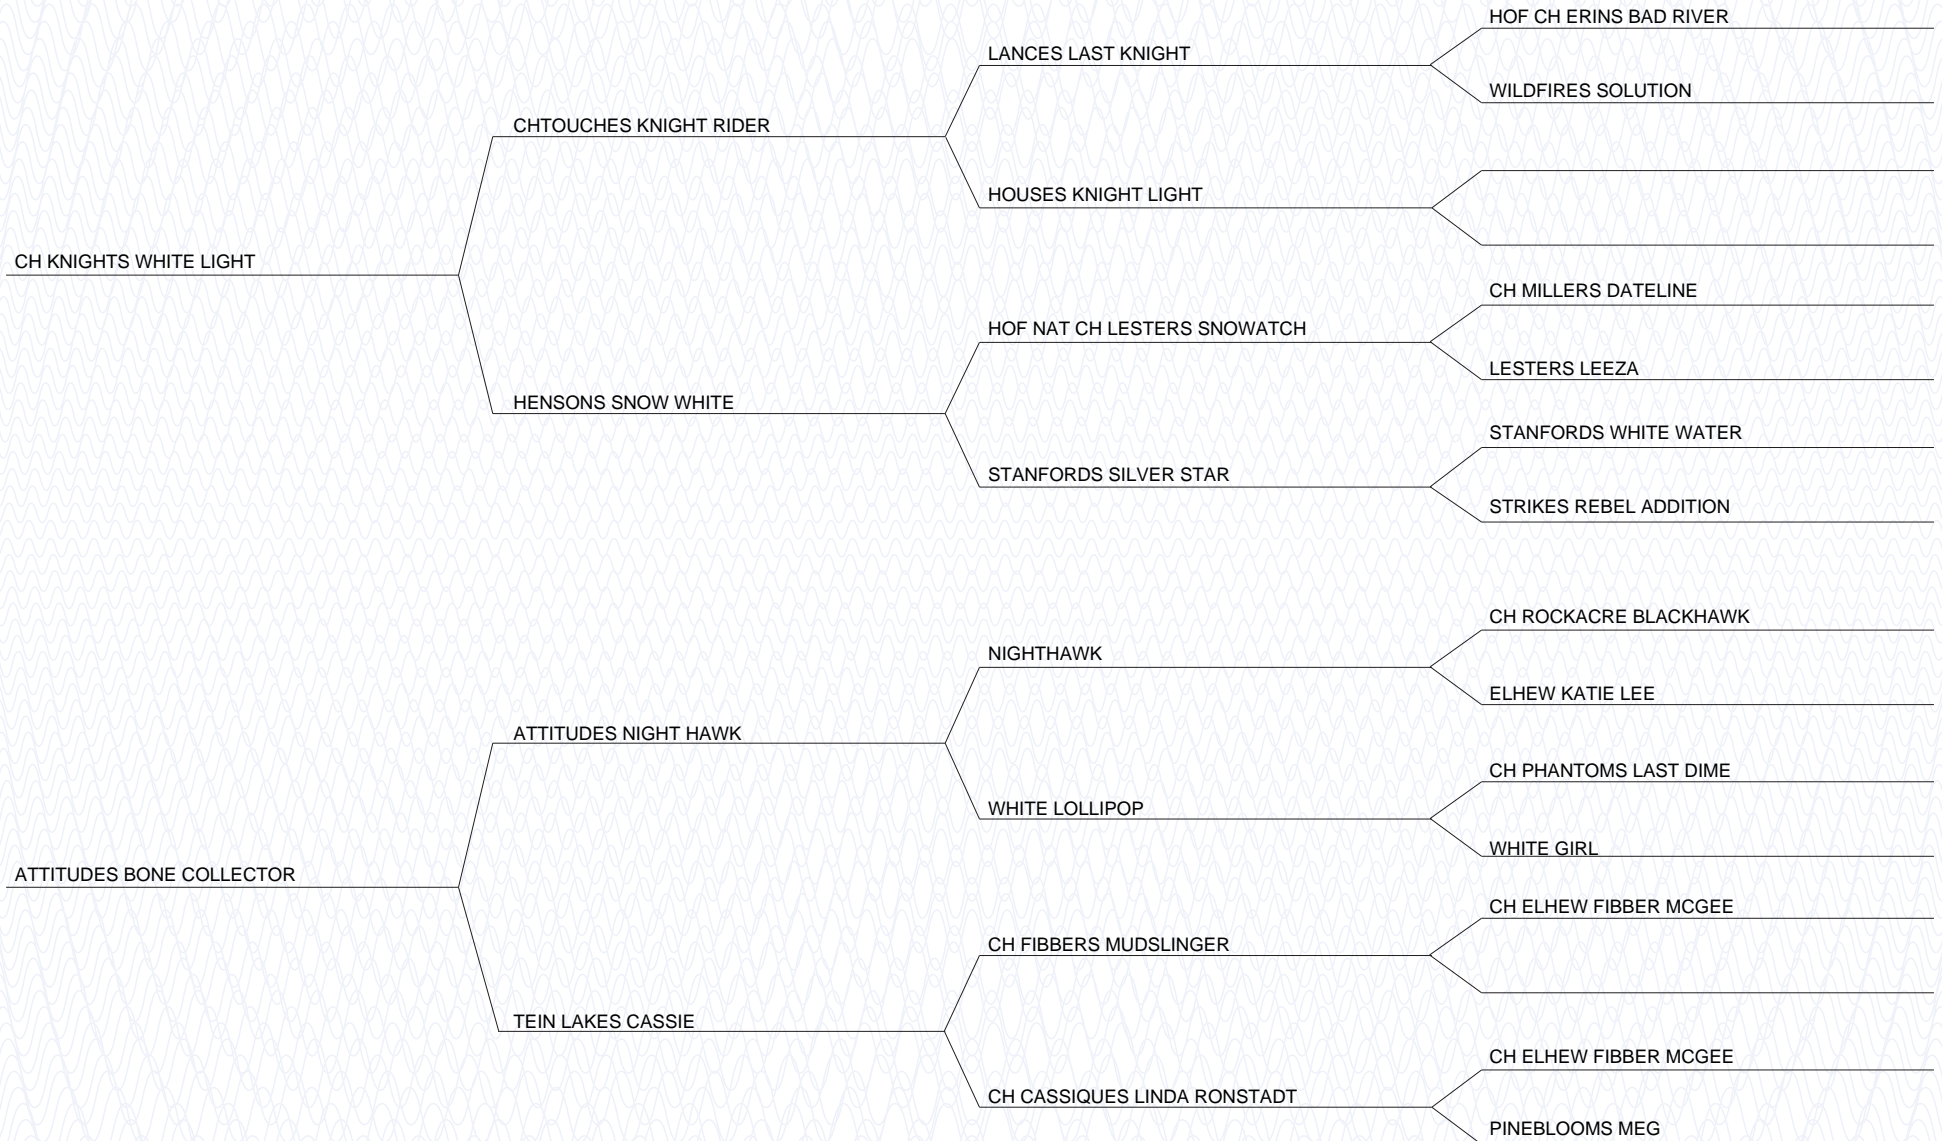 HOF CH ERINS BAD RIVER
LANCES LAST KNIGHT
WILDFIRES SOLUTION
CHTOUCHES KNIGHT RIDER
HOUSES KNIGHT LIGHT
CH KNIGHTS WHITE LIGHT
CH MILLERS DATELINE
HOF NAT CH LESTERS SNOWATCH
LESTERS LEEZA
HENSONS SNOW WHITE
STANFORDS WHITE WATER
STANFORDS SILVER STAR
STRIKES REBEL ADDITION
CH ROCKACRE BLACKHAWK
NIGHTHAWK
ELHEW KATIE LEE
ATTITUDES NIGHT HAWK
CH PHANTOMS LAST DIME
WHITE LOLLIPOP
WHITE GIRL
ATTITUDES BONE COLLECTOR
CH ELHEW FIBBER MCGEE
CH FIBBERS MUDSLINGER
TEIN LAKES CASSIE
CH ELHEW FIBBER MCGEE
CH CASSIQUES LINDA RONSTADT
PINEBLOOMS MEG